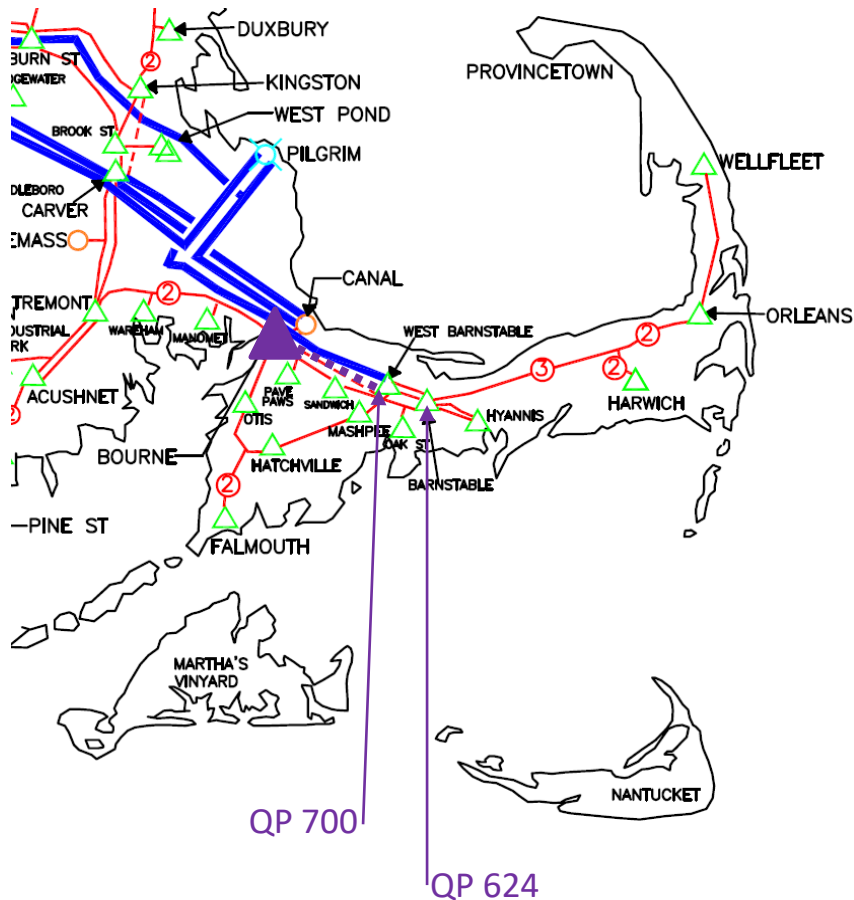 DUXBURY
BURN ST
DGEWATER
KINGSTON
2
PROVINCETOWN
WEST POND
BROOK ST
PILGRIM
WELLFLEET
DLEBORO
CARVER
EMASS
CANAL
2
TREMONT
WAREHAM
MANOMET
DUSTRIAL
RK
WEST BARNSTABLE
ORLEANS
2
3
2
ACUSHNET
PAVE
PAWS
SANDWICH
HARWICH
OTIS
MASHPEE
OAK ST
HYANNIS
BOURNE
HATCHVILLE
2
BARNSTABLE
PINE ST
FALMOUTH
MARTHA'S
VINYARD
NANTUCKET
QP 700
QP 624